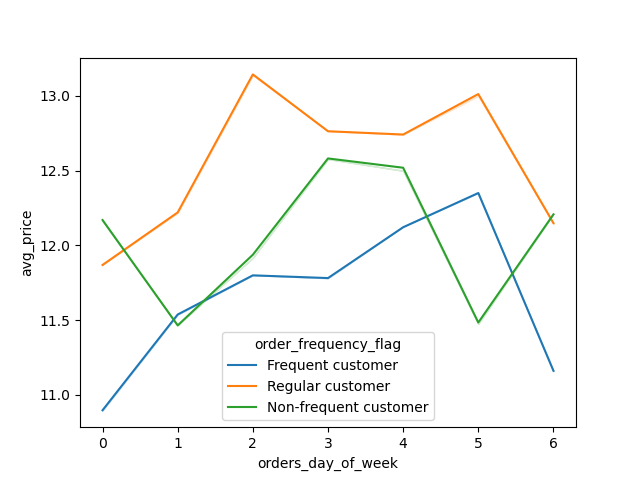 13.0
12.5
12.0
11.5
11.0
avg_price
order_frequency_flag
Frequent customer
Regular customer
Non-frequent customer
0 1 2 3 4 5 6
orders_day_of_week